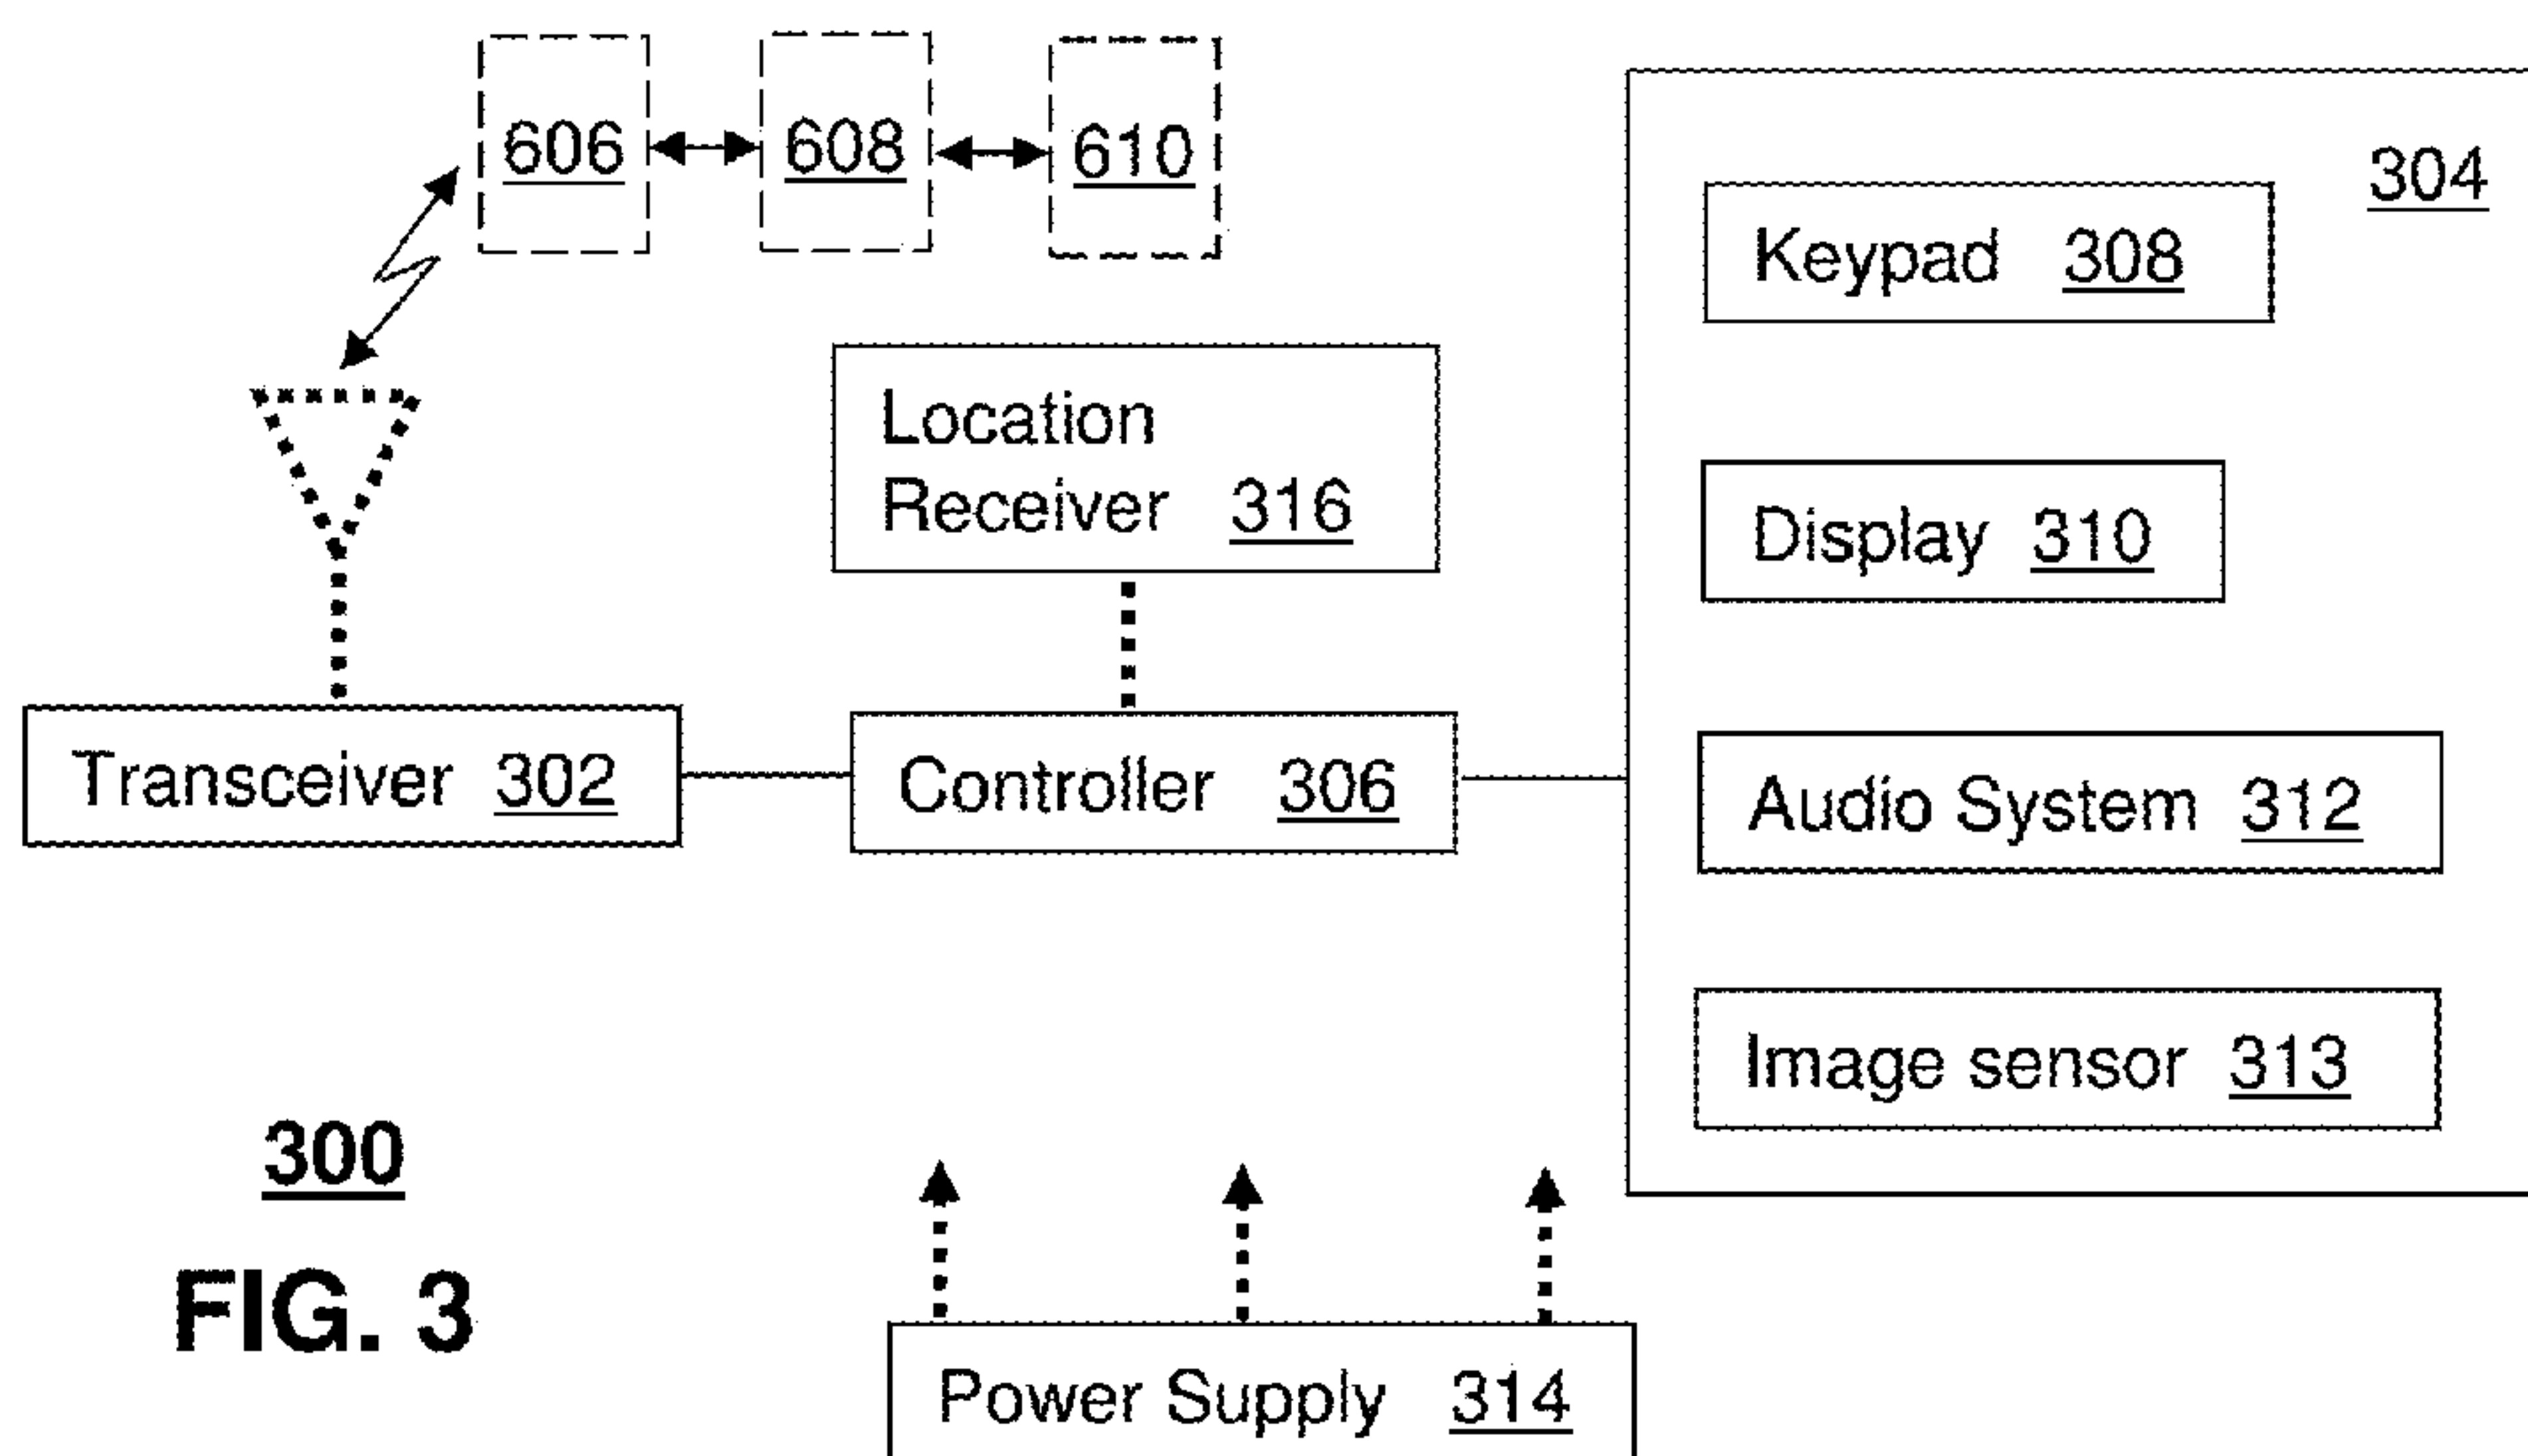 606
608
610
304
Keypad 308
Location
Receiver 316
Display 310
Transceiver 302
Controller 306
Audio System 312
Image sensor 313
300
FIG. 3
Power Supply 314